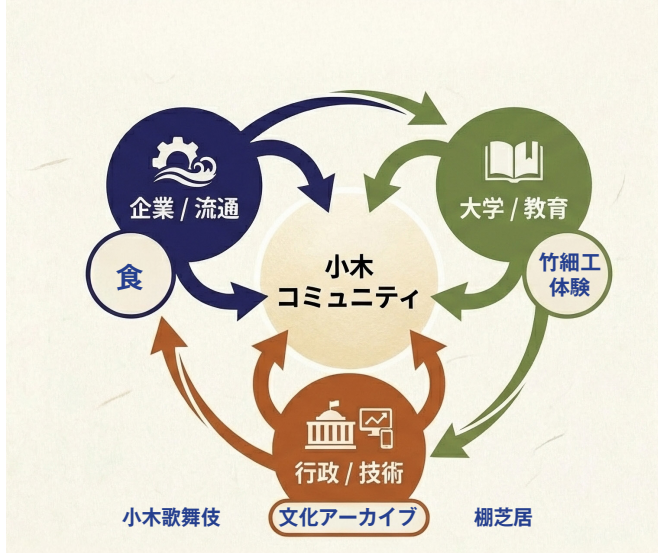 企業 / 流通
大学 / 教育
食
竹細工
体験
小木
コミュニティ
行政 / 技術
小木歌舞伎
文化アーカイブ
棚芝居